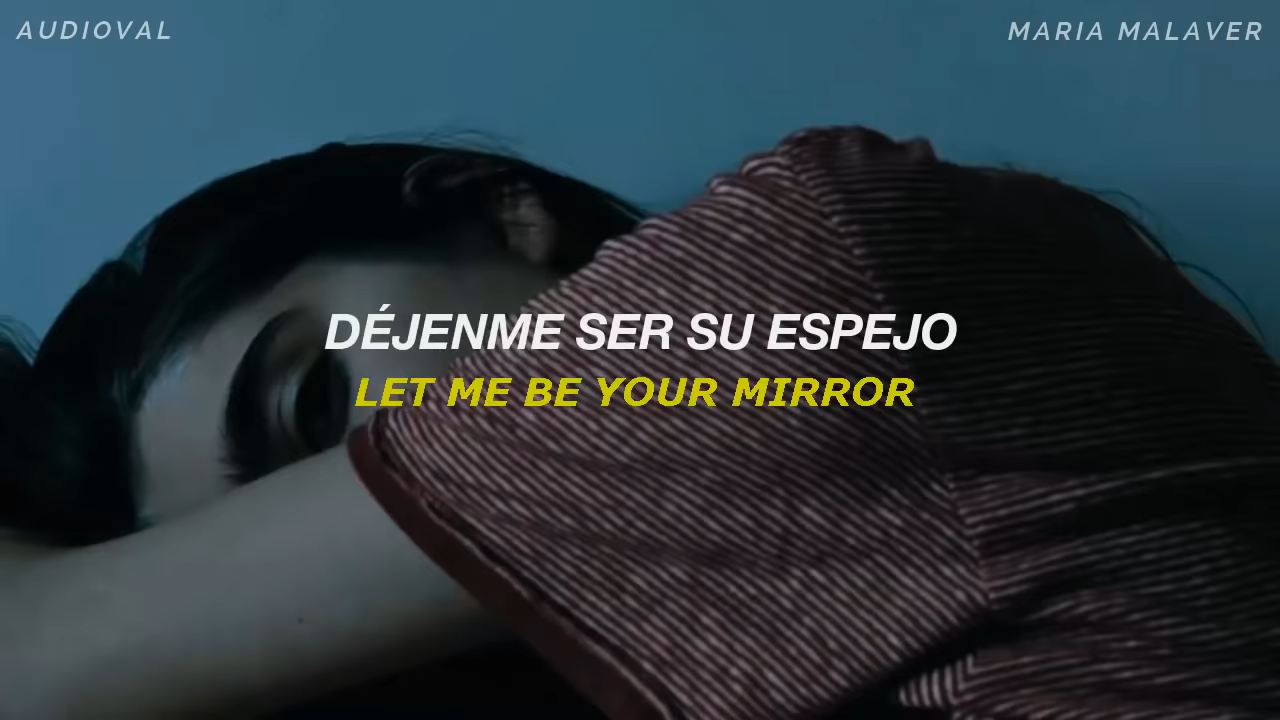 AUDIOVAL
MARIA MALAVER
DÉJENME SER SU ESPEJO
LET ME BE YOUR MIRROR